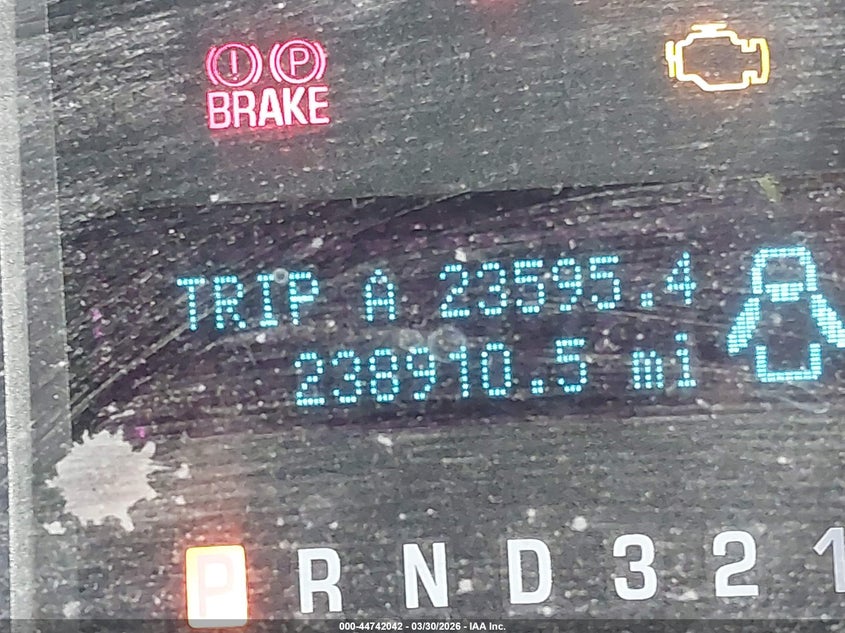 BRAKE
TRIP A 23595.4
238910.5 mi
P R N D 3 2 1
000-44742042 - 03/30/2026 - IAA Inc.